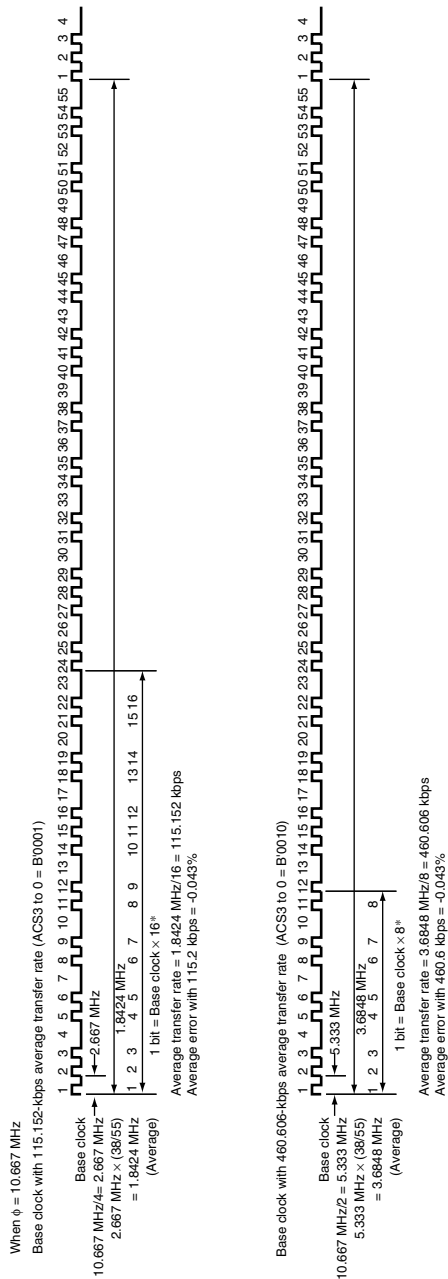 When ϕ = 10.667 MHz
Base clock with 115.152-kbps average transfer rate (ACS3 to 0 = B'0001)
1 2 3 4 5 6 7 8 9 10 11 12 13 14 15 16 17 18 19 20 21 22 23 24 25 26 27 28 29 30 31 32 33 34 35 36 37 38 39 40 41 42 43 44 45 46 47 48 49 50 51 52 53 54 55 1 2 3 4
Base clock
10.667 MHz/4= 2.667 MHz
2.667 MHz
2.667 MHz × (38/55)
1.8424 MHz
= 1.8424 MHz
1 2 3 4 5 6 7 8 9 10 11 12 13 14 15 16
(Average)
1 bit = Base clock × 16*
Average transfer rate = 1.8424 MHz/16 = 115.152 kbps
Average error with 115.2 kbps = -0.043%
Base clock with 460.606-kbps average transfer rate (ACS3 to 0 = B'0010)
1 2 3 4 5 6 7 8 9 10 11 12 13 14 15 16 17 18 19 20 21 22 23 24 25 26 27 28 29 30 31 32 33 34 35 36 37 38 39 40 41 42 43 44 45 46 47 48 49 50 51 52 53 54 55 1 2 3 4
Base clock
10.667 MHz/2 = 5.333 MHz
5.333 MHz
5.333 MHz × (38/55)
3.6848 MHz
= 3.6848 MHz
1 2 3 4 5 6 7 8
(Average)
1 bit = Base clock × 8*
Average transfer rate = 3.6848 MHz/8 = 460.606 kbps
Average error with 460.6 kbps = -0.043%